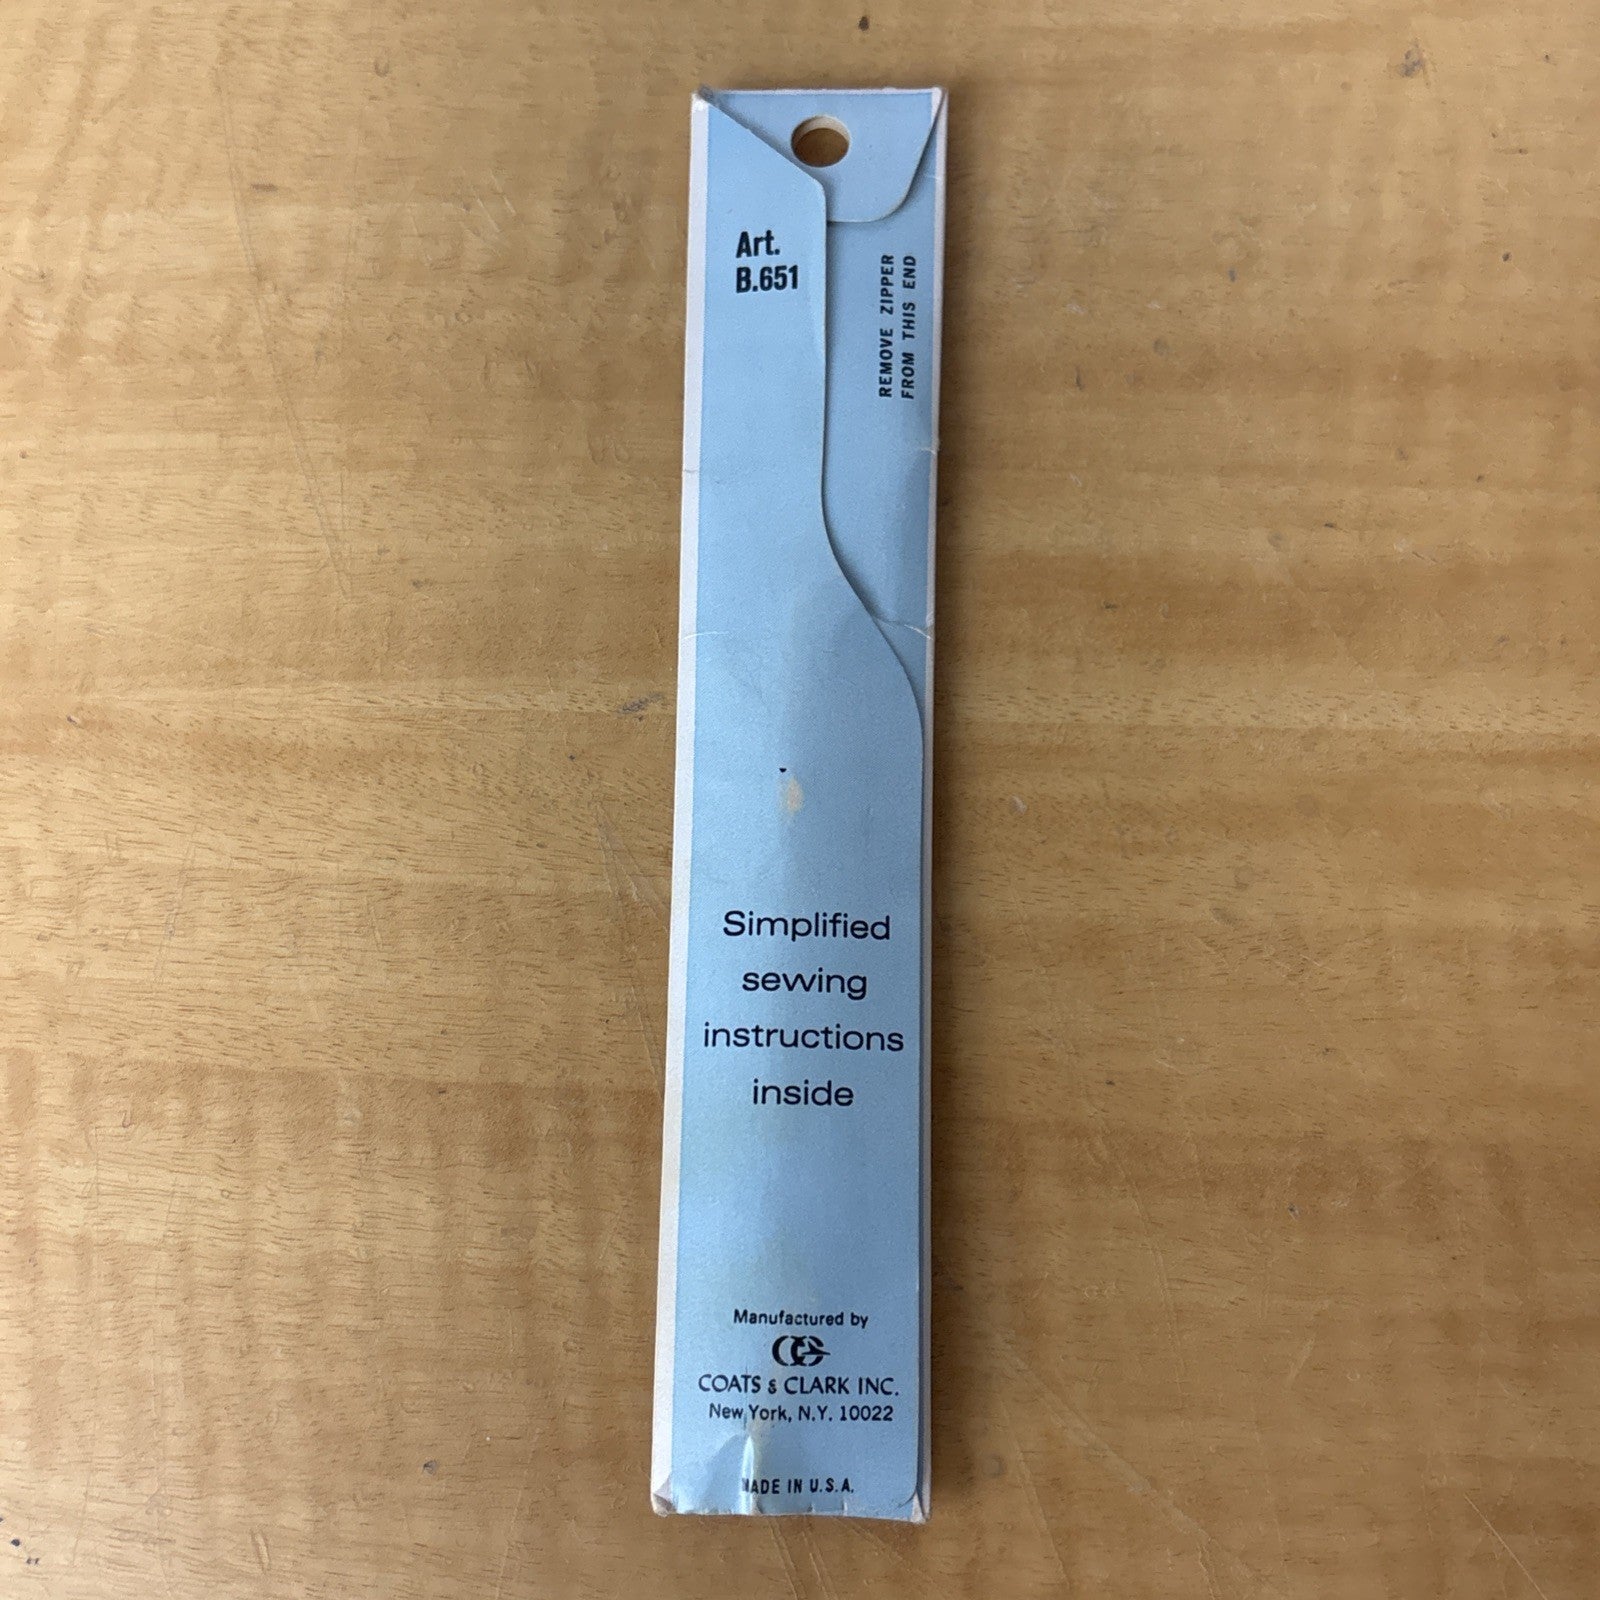 Art.
B.651
REMOVE ZIPPER
FROM THIS END
Simplified
sewing
instructions
inside
Manufactured by
COATS & CLARK INC.
New York, N.Y. 10022
MADE IN U.S.A.